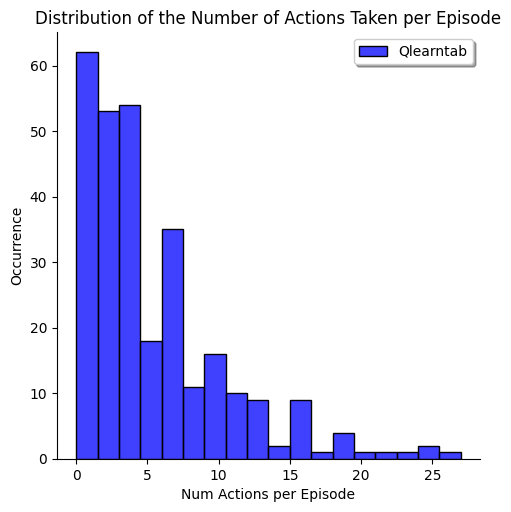 Distribution of the Number of Actions Taken per Episode
Qlearntab
60
50
40
30
20
10
0
Occurrence
0 5 10 15 20 25
Num Actions per Episode